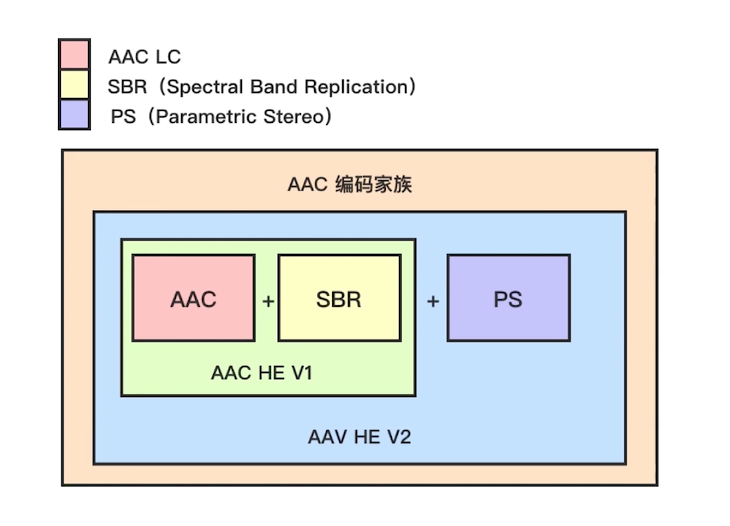 AAC LC
SBR（Spectral Band Replication）
PS（Parametric Stereo）
AAC 编码家族
AAC + SBR + PS
AAC HE V1
AAV HE V2